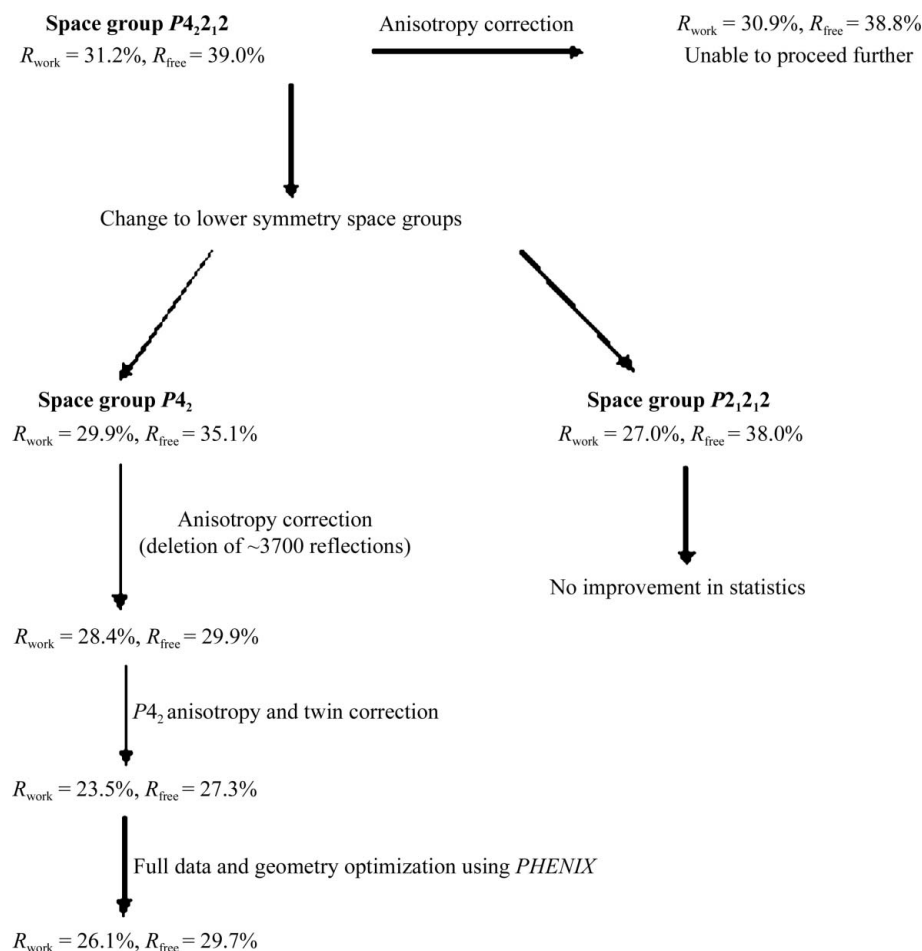 Space group P4₂2₁2
R_work = 31.2%, R_free = 39.0%
Anisotropy correction
R_work = 30.9%, R_free = 38.8%
Unable to proceed further
Change to lower symmetry space groups
Space group P4₂
R_work = 29.9%, R_free = 35.1%
Space group P2₁2₁2
R_work = 27.0%, R_free = 38.0%
Anisotropy correction
(deletion of ~3700 reflections)
No improvement in statistics
R_work = 28.4%, R_free = 29.9%
P4₂ anisotropy and twin correction
R_work = 23.5%, R_free = 27.3%
Full data and geometry optimization using PHENIX
R_work = 26.1%, R_free = 29.7%